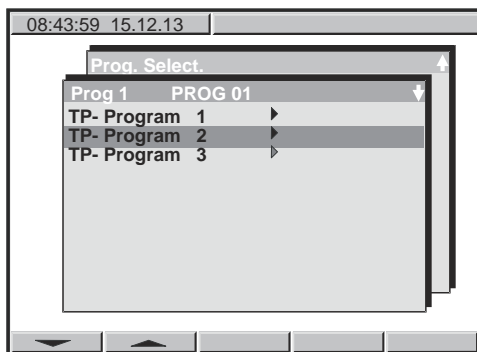 08:43:59 15.12.13
Prog. Select.
Prog 1 PROG 01
TP- Program 1
TP- Program 2
TP- Program 3